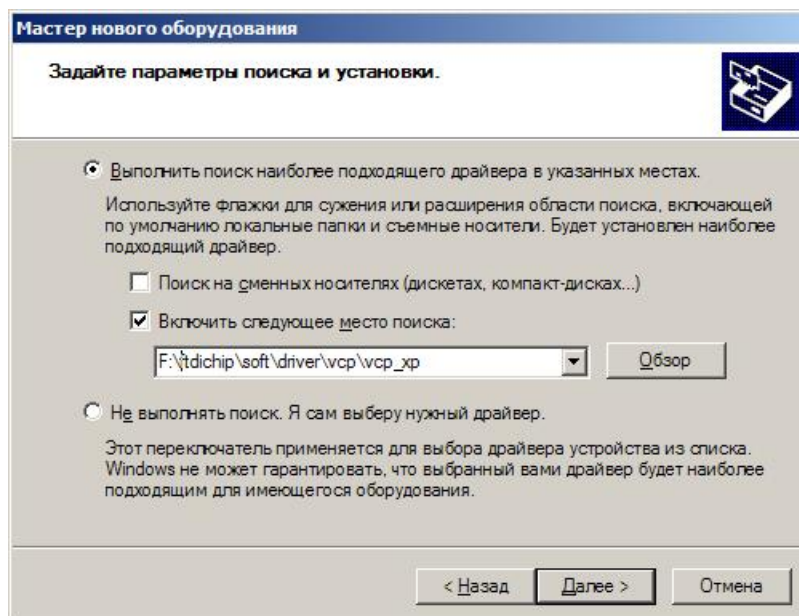 Мастер нового оборудования
Задайте параметры поиска и установки.
Выполнить поиск наиболее подходящего драйвера в указанных местах.
Используйте флажки для сужения или расширения области поиска, включающей
по умолчанию локальные папки и съемные носители. Будет установлен наиболее
подходящий драйвер.
Поиск на сменных носителях (дискетах, компакт-дисках...)
Включить следующее место поиска:
F:\ftdichip\soft\driver\vcp\vcp_xp
Обзор
Не выполнять поиск. Я сам выберу нужный драйвер.
Этот переключатель применяется для выбора драйвера устройства из списка.
Windows не может гарантировать, что выбранный вами драйвер будет наиболее
подходящим для имеющегося оборудования.
< Назад Далее > Отмена